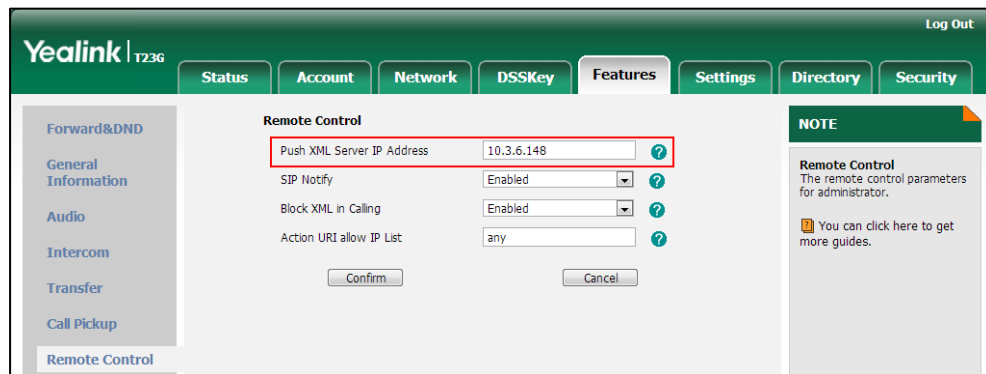 Log Out
Yealink T23G
Status Account Network DSSKey Features Settings Directory Security
Forward&DND
General
Information
Audio
Intercom
Transfer
Call Pickup
Remote Control
Remote Control
Push XML Server IP Address 10.3.6.148 ?
SIP Notify Enabled ?
Block XML in Calling Enabled ?
Action URI allow IP List any ?
Confirm Cancel
NOTE
Remote Control
The remote control parameters
for administrator.
? You can click here to get
more guides.